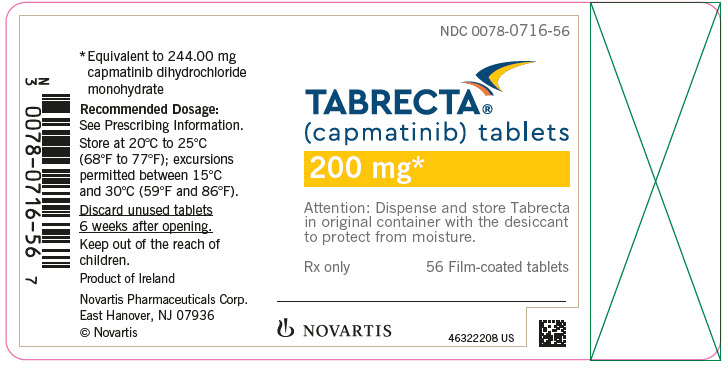 * Equivalent to 244.00 mg
capmatinib dihydrochloride
monohydrate
Recommended Dosage:
See Prescribing Information.
Store at 20°C to 25°C
(68°F to 77°F); excursions
permitted between 15°C
and 30°C (59°F and 86°F).
Discard unused tablets
6 weeks after opening.
Keep out of the reach of
children.
Product of Ireland
Novartis Pharmaceuticals Corp.
East Hanover, NJ 07936
© Novartis
N
3 0078-0716-56 7
NDC 0078-0716-56
TABRECTA®
(capmatinib) tablets
200 mg*
Attention: Dispense and store Tabrecta
in original container with the desiccant
to protect from moisture.
Rx only 56 Film-coated tablets
NOVARTIS
46322208 US